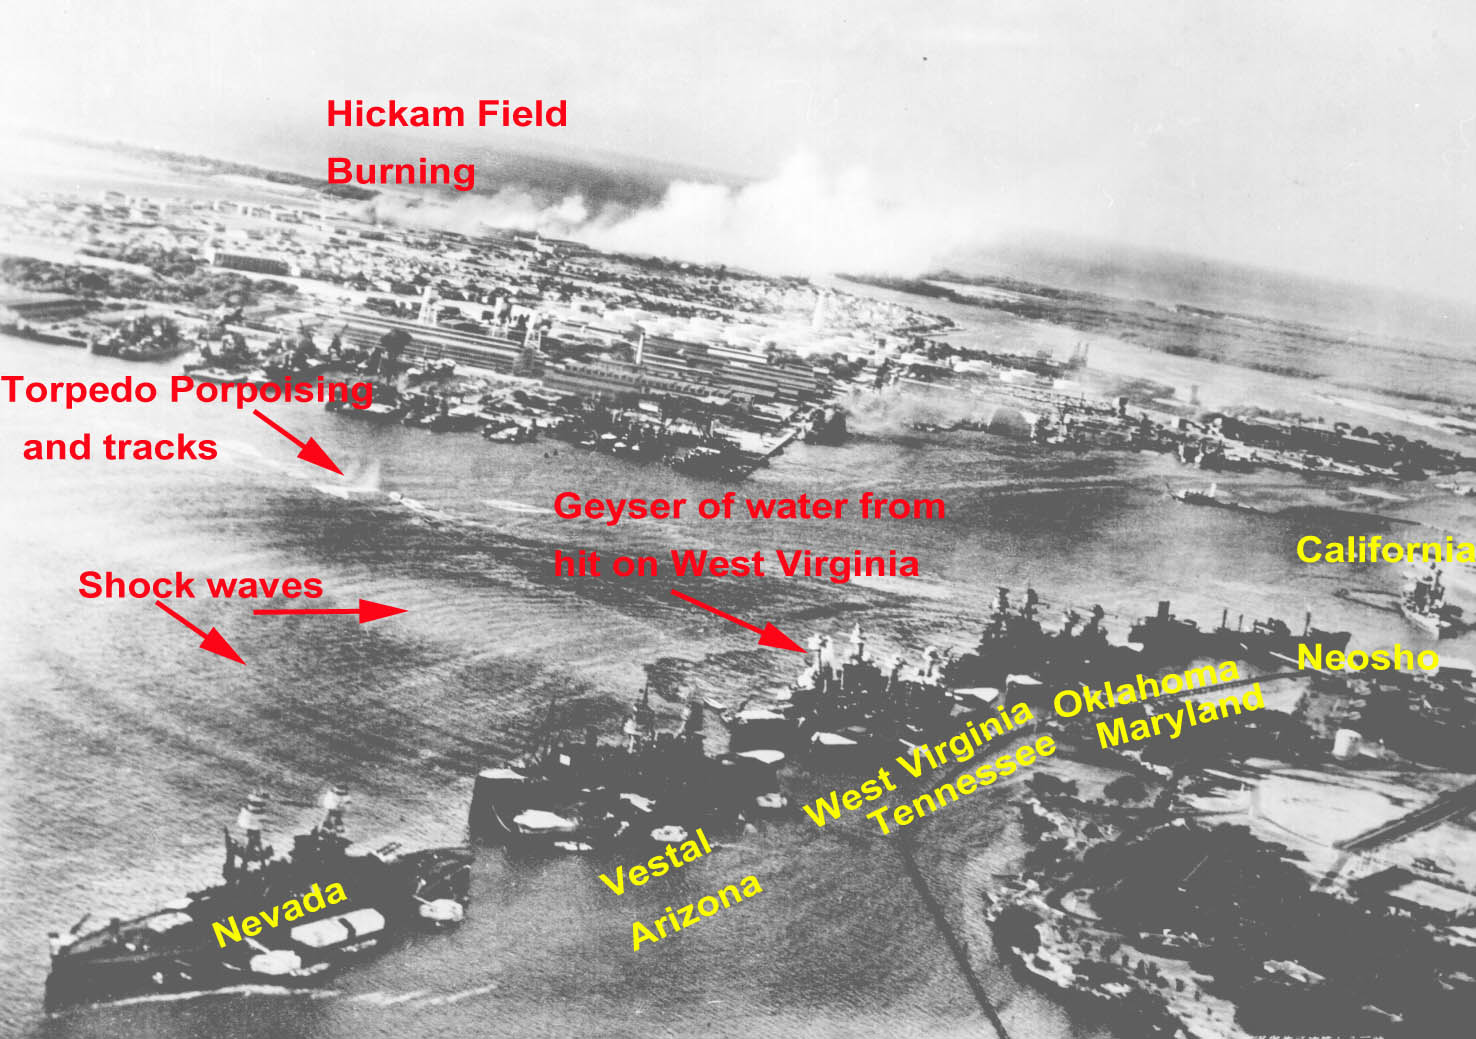 Hickam Field
Burning
Torpedo Porpoising
and tracks
Geyser of water from
hit on West Virginia
California
Shock waves
Neosho
Oklahoma
Maryland
West Virginia
Tennessee
Vestal
Arizona
Nevada